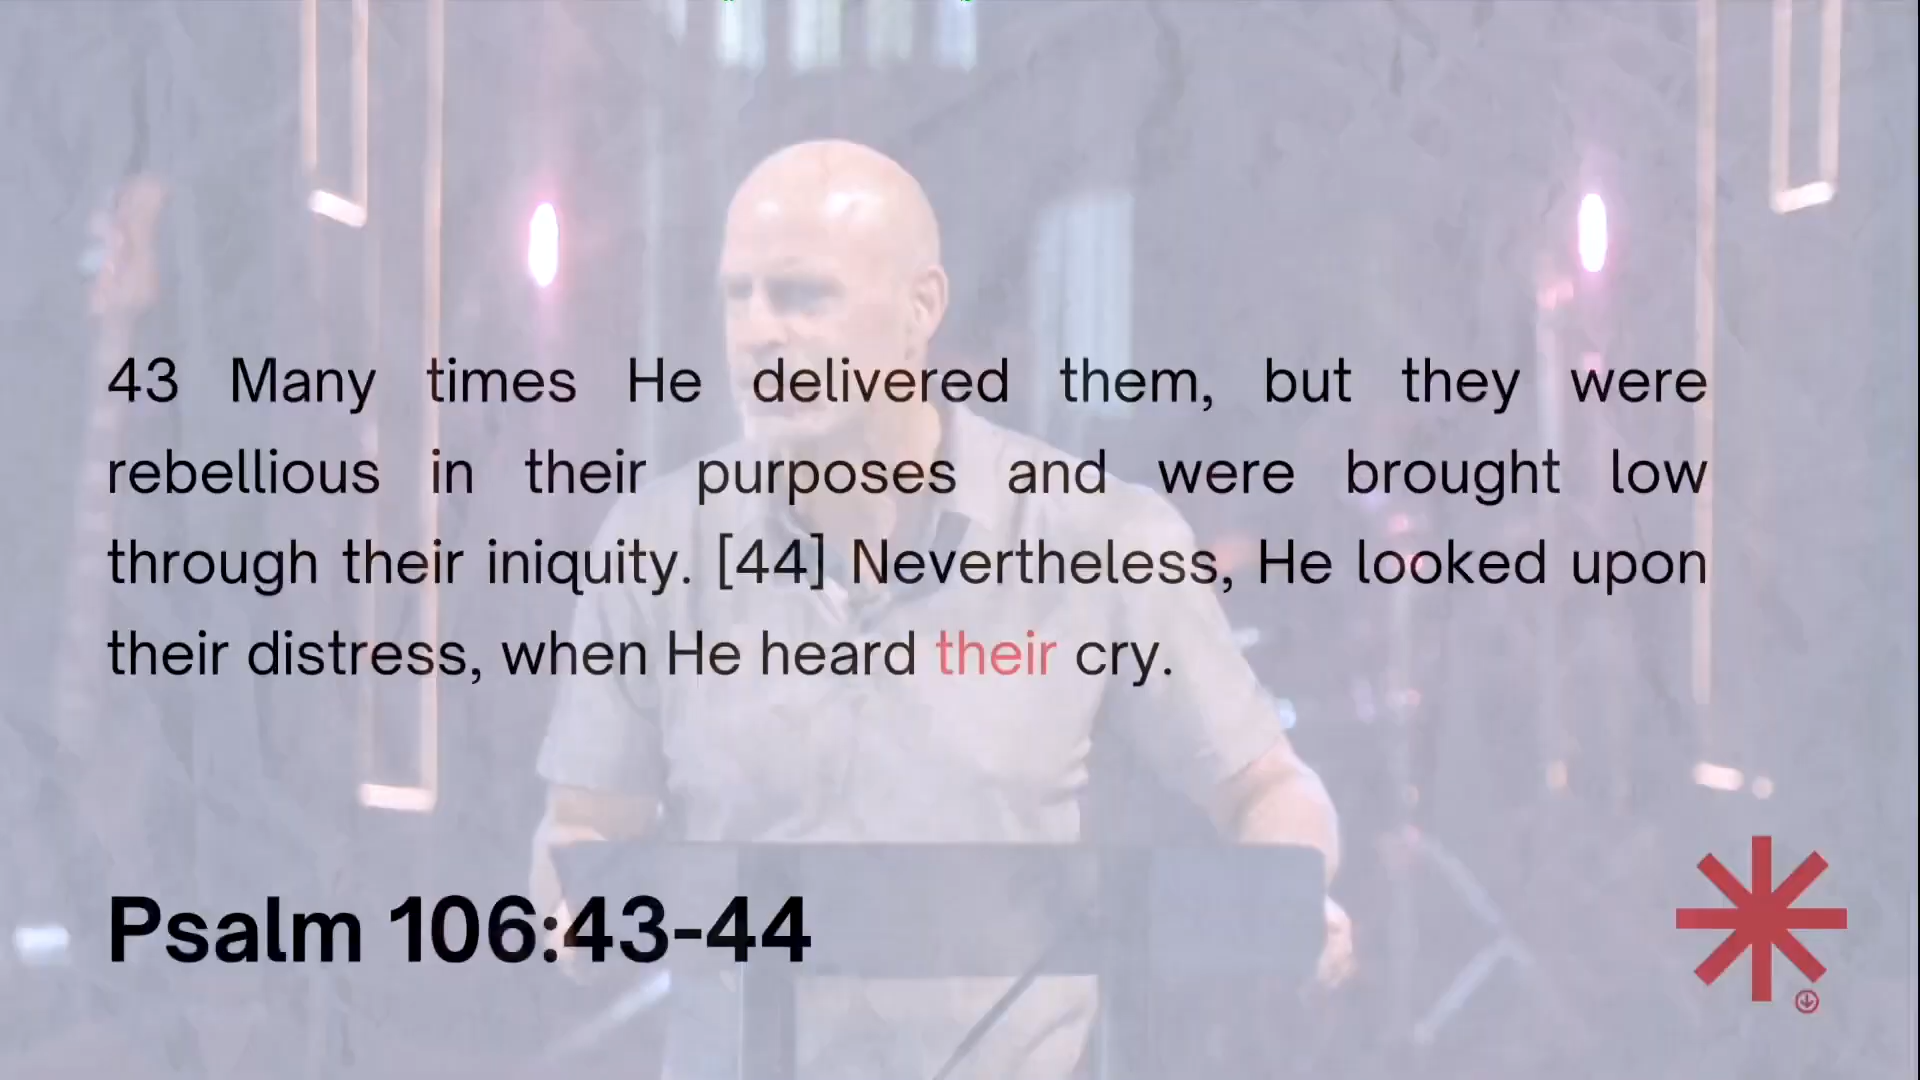 43 Many times He delivered them, but they were
rebellious in their purposes and were brought low
through their iniquity. [44] Nevertheless, He looked upon
their distress, when He heard their cry.
Psalm 106:43-44